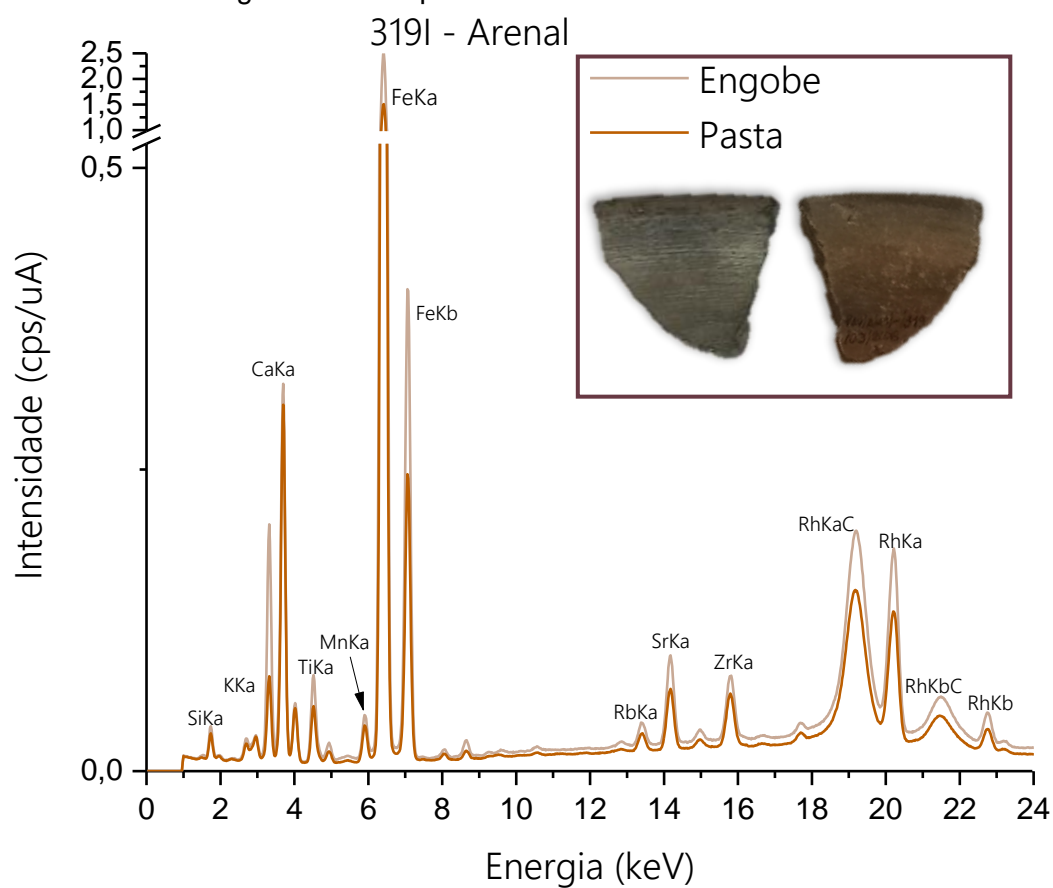 319I - Arenal
2,5
2,0
1,5
1,0
0,5
0,0
Intensidade (cps/uA)
Engobe
Pasta
FeKa
FeKb
CaKa
KKa
SiKa
TiKa
MnKa
RbKa
SrKa
ZrKa
RhKaC
RhKa
RhKbC
RhKb
0 2 4 6 8 10 12 14 16 18 20 22 24
Energia (keV)